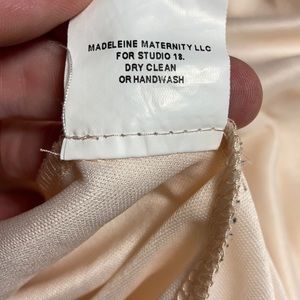 MADELEINE MATERNITY LLC
FOR STUDIO 18.
DRY CLEAN
OR HANDWASH